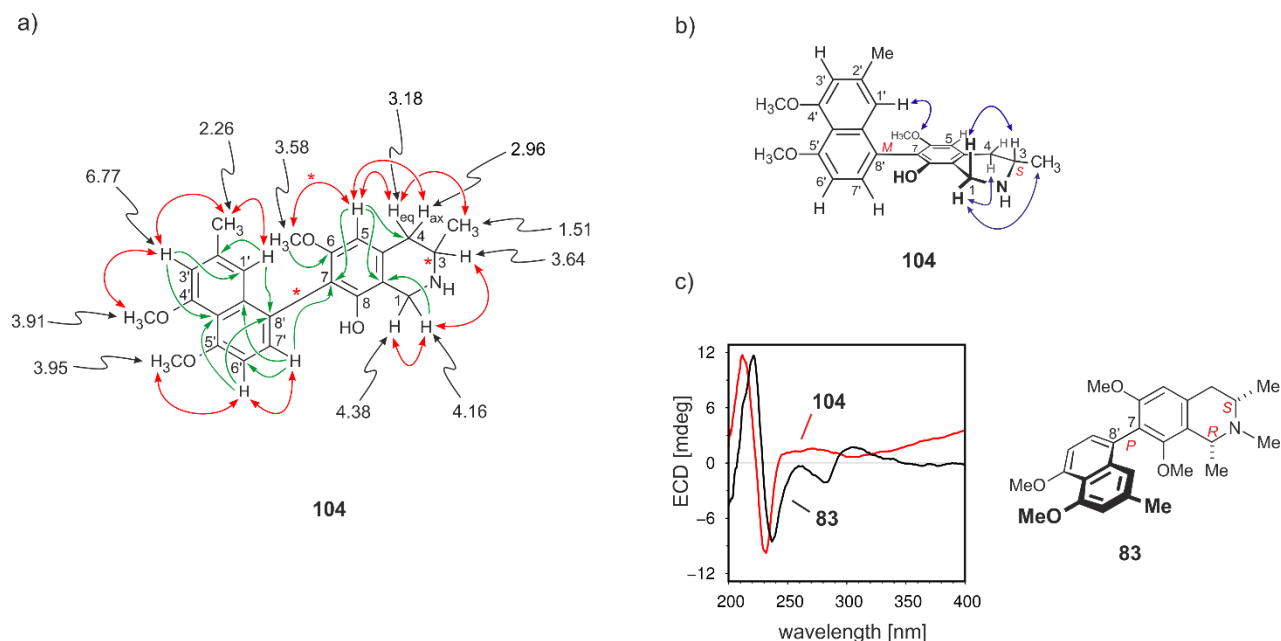 a)
3.18
2.26
3.58
2.96
6.77
*
H
H
eq
H
ax
CH₃
CH₃
H₃CO
5
4
1.51
H
1'
H
6
3
H
3.64
3'
*
4'
7
*
NH
3.91
H₃CO
8
1
8'
HO
H
H
5'
7'
3.95
H₃CO
6'
H
H
4.38
4.16
104
b)
H
Me
3'
2'
1'
H
H₃CO
4'
H₃CO
5
H
H
4
H
H
3
5'
M
7
CH₃
H₃CO
8'
H
S
HO
1
NH
6'
7'
H
H
H
104
c)
12
6
0
−6
−12
ECD [mdeg]
104
83
200
250
300
350
400
wavelength [nm]
MeO
Me
S
7
8'
P
R
N
Me
OMe
Me
MeO
MeO
Me
83